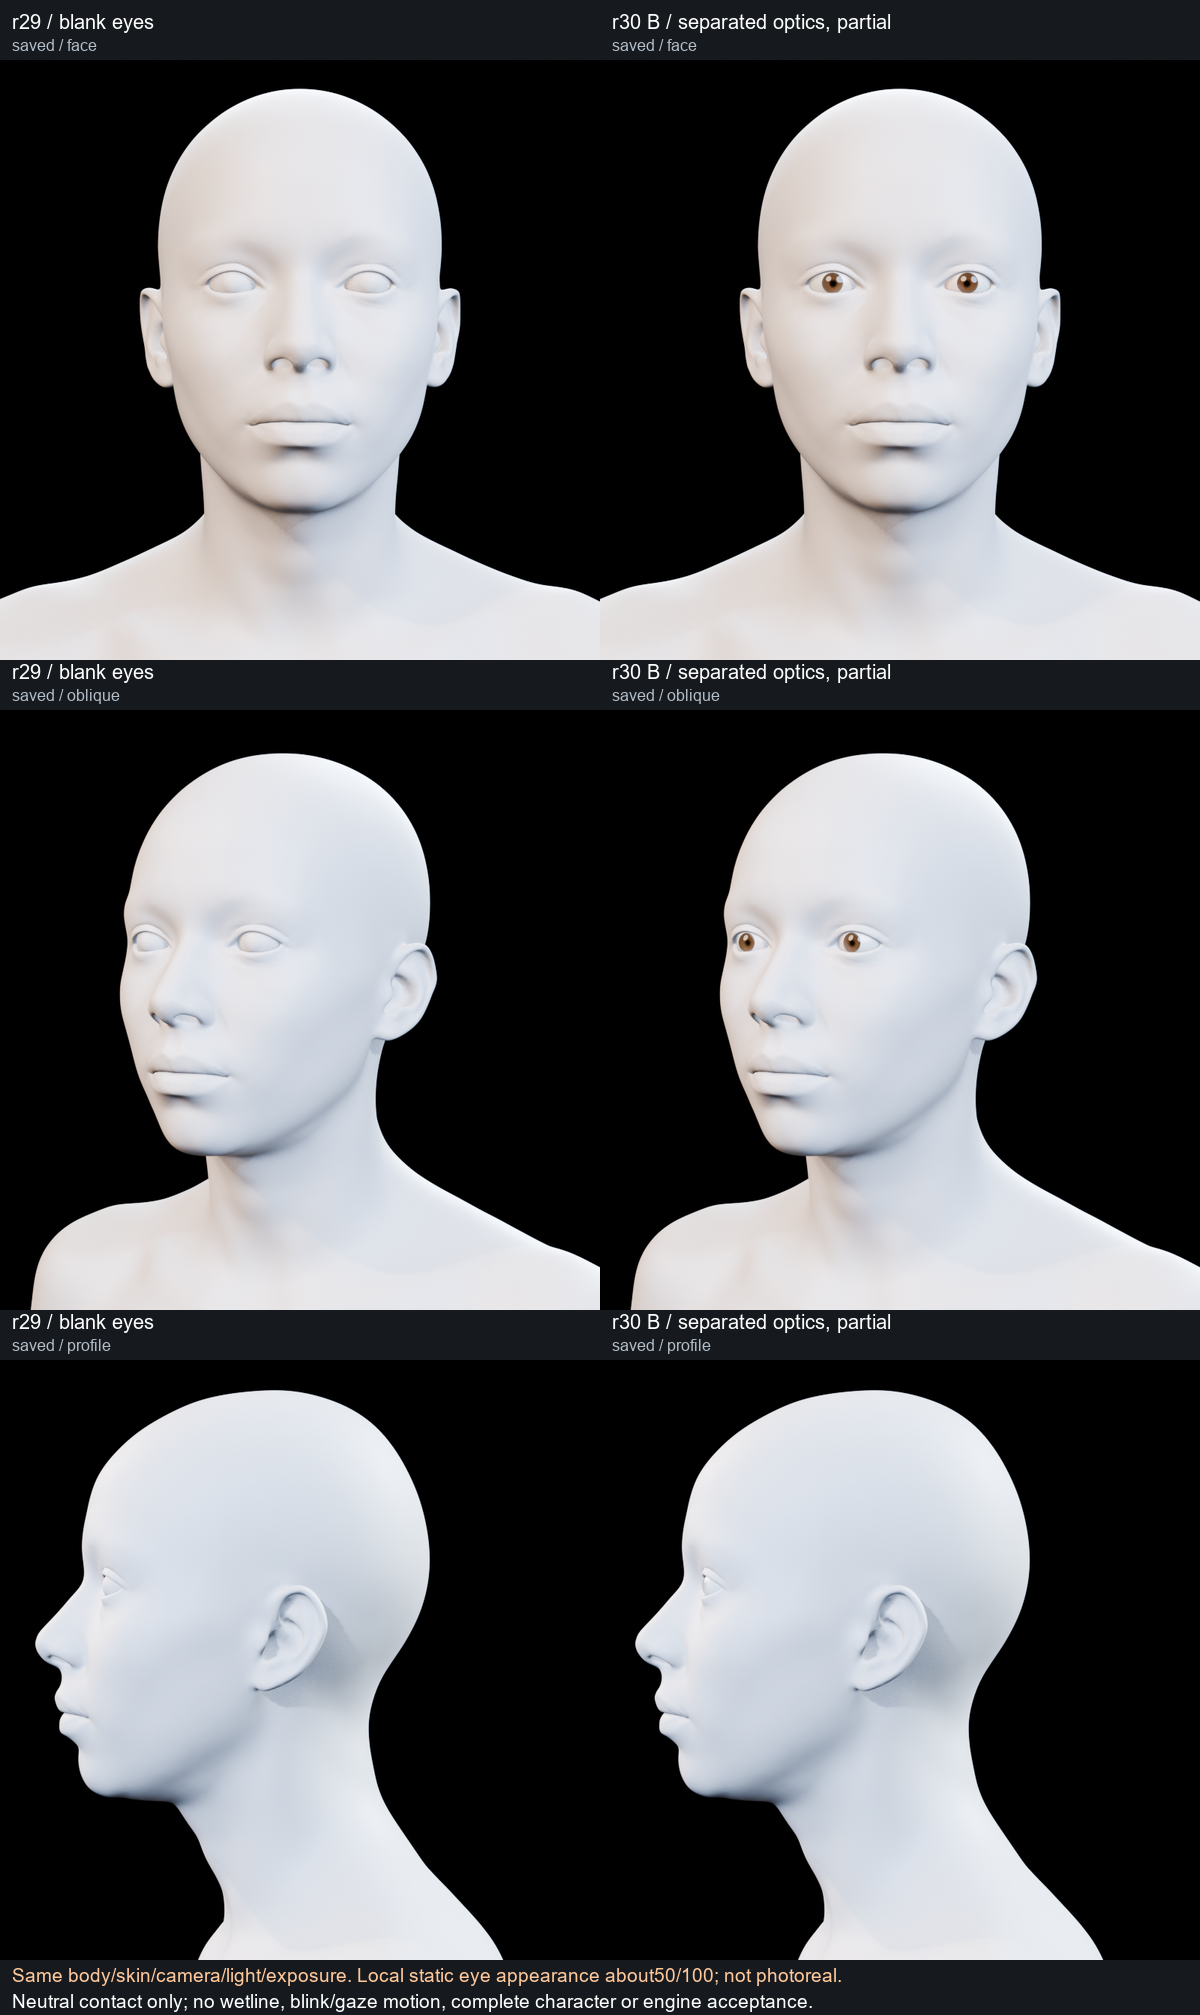 r29 / blank eyes
saved / face
r30 B / separated optics, partial
saved / face
r29 / blank eyes
saved / oblique
r30 B / separated optics, partial
saved / oblique
r29 / blank eyes
saved / profile
r30 B / separated optics, partial
saved / profile
Same body/skin/camera/light/exposure. Local static eye appearance about50/100; not photoreal.
Neutral contact only; no wetline, blink/gaze motion, complete character or engine acceptance.